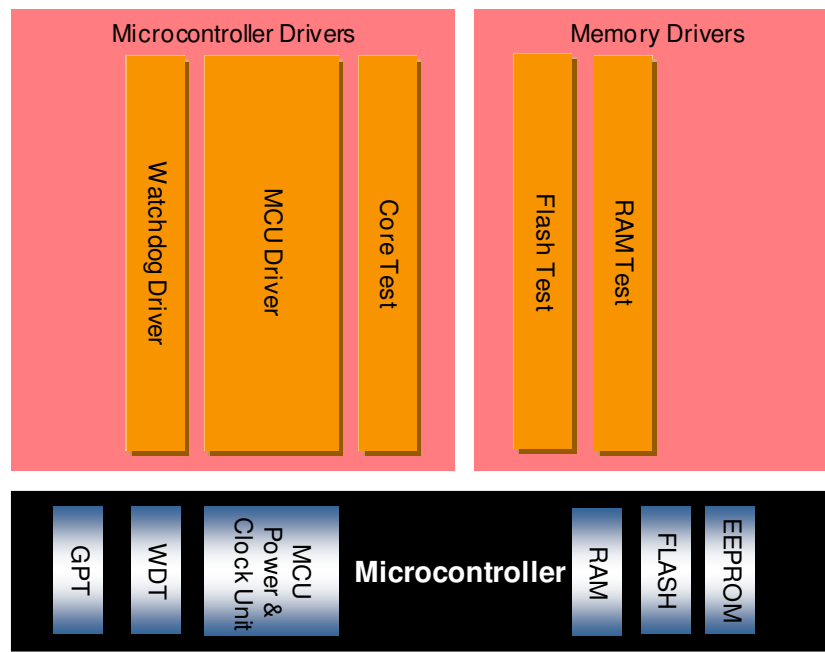 Microcontroller Drivers
Memory Drivers
Watchdog Driver
MCU Driver
Core Test
Flash Test
RAM Test
GPT
WDT
MCU
Power &
Clock Unit
Microcontroller
RAM
FLASH
EEPROM